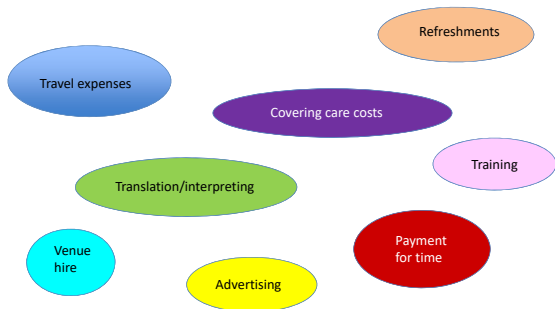 Refreshments
Travel expenses
Covering care costs
Training
Translation/interpreting
Payment
for time
Venue
hire
Advertising